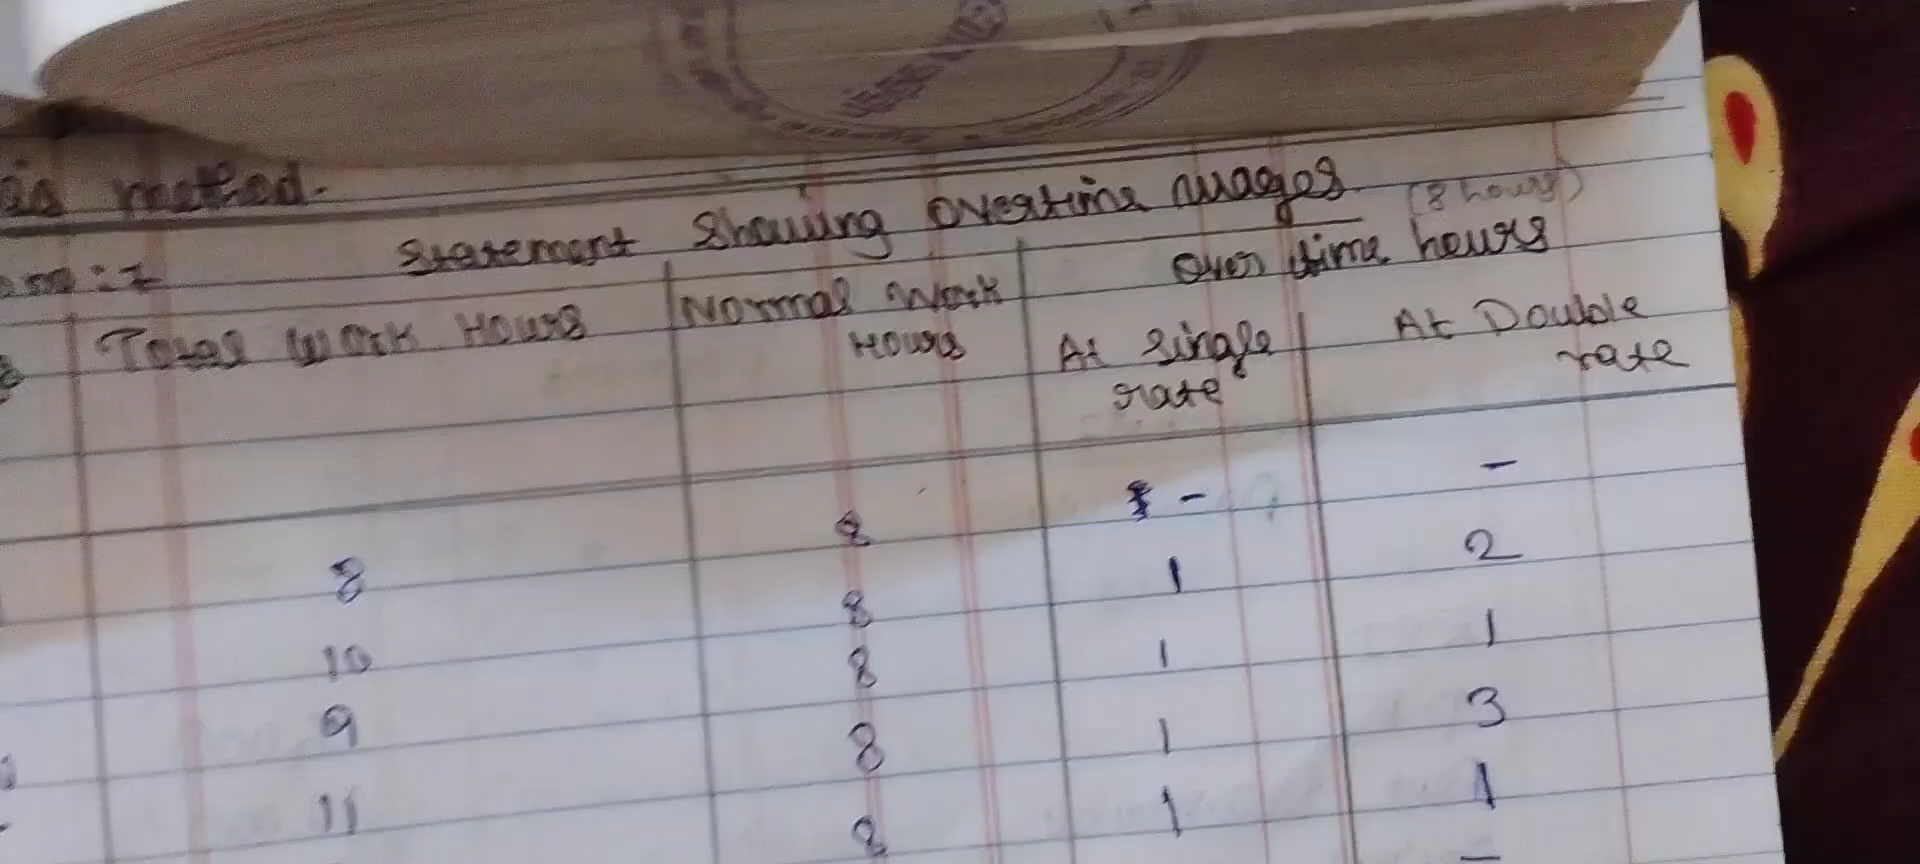 method.
Statement Showing Overtime Wages
(8 hours)
Total Work Hours
Normal Work Hours
Over time hours
At Single rate
At Double rate
8 8 - -
10 8 1 2
9 8 1 1
11 8 1 3
8 1 1
-